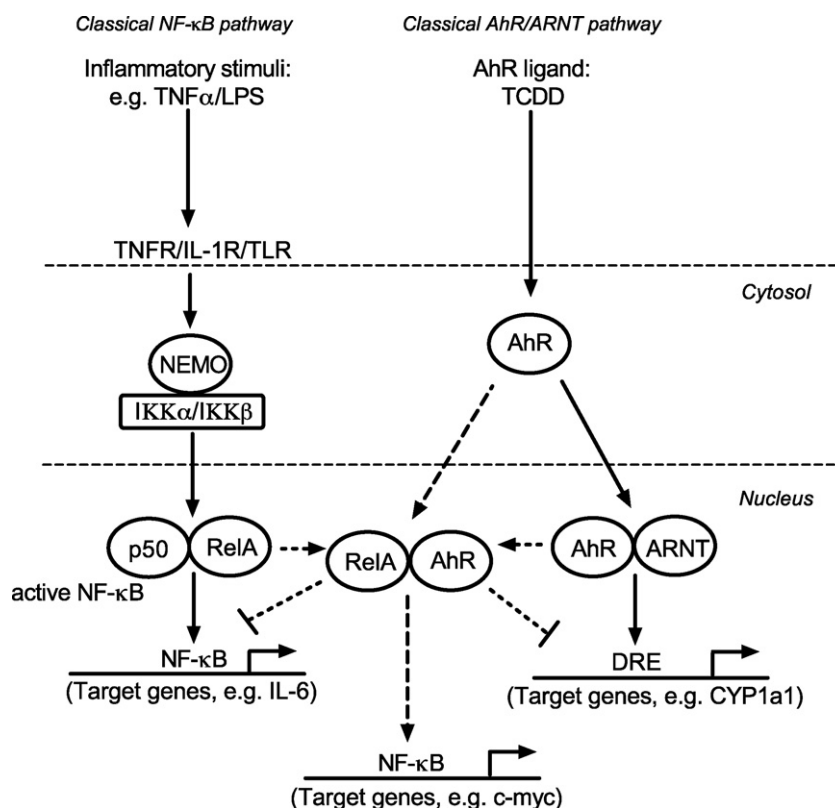 Classical NF-κB pathway
Classical AhR/ARNT pathway
Inflammatory stimuli:
e.g. TNFα/LPS
AhR ligand:
TCDD
TNFR/IL-1R/TLR
Cytosol
NEMO
IKKα/IKKβ
AhR
Nucleus
p50
RelA
RelA
AhR
AhR
ARNT
active NF-κB
NF-κB
(Target genes, e.g. IL-6)
DRE
(Target genes, e.g. CYP1a1)
NF-κB
(Target genes, e.g. c-myc)